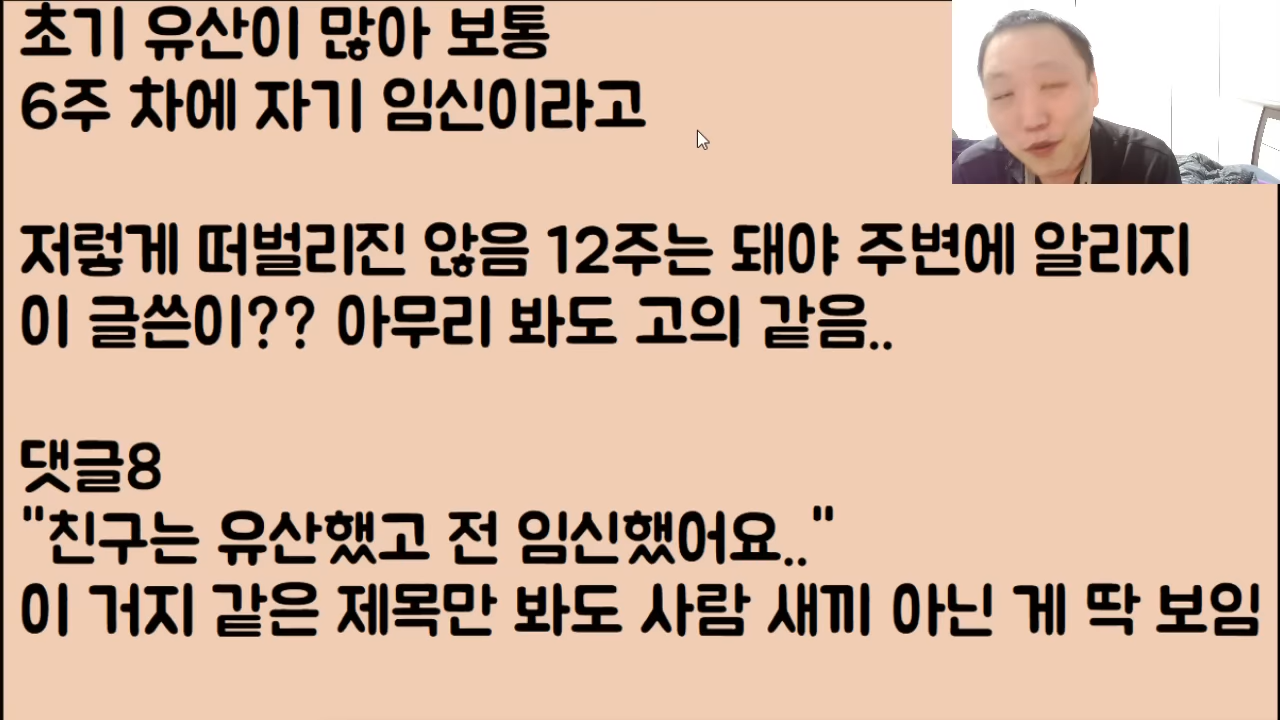 초기 유산이 많아 보통
6주 차에 자기 임신이라고
저렇게 떠벌리진 않음 12주는 돼야 주변에 알리지
이 글쓴이?? 아무리 봐도 고의 같음..
댓글8
"친구는 유산했고 전 임신했어요.."
이 거지 같은 제목만 봐도 사람 새끼 아닌 게 딱 보임